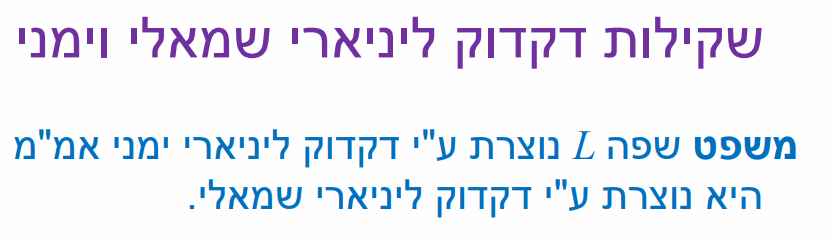 שקילות דקדוק ליניארי שמאלי וימני
משפט שפה L נוצרת ע"י דקדוק ליניארי ימני אמ"מ
היא נוצרת ע"י דקדוק ליניארי שמאלי.